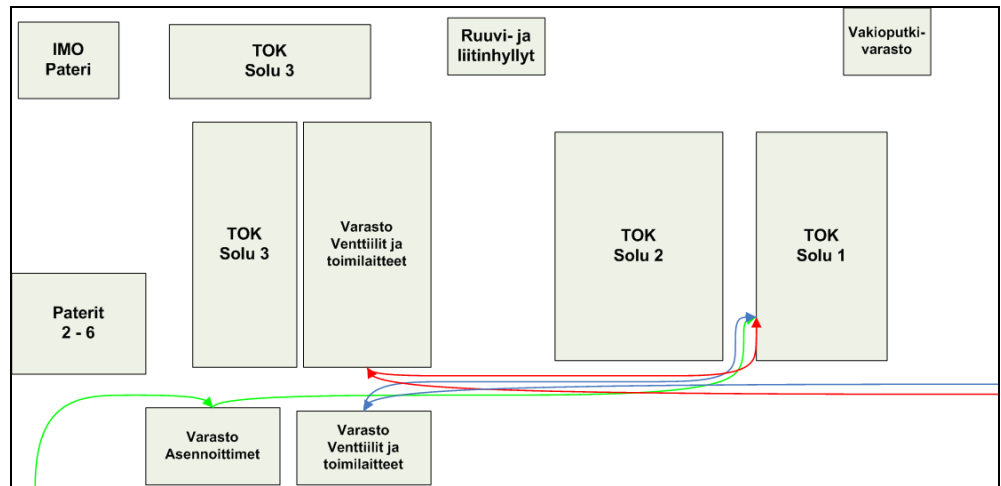 IMO
Pateri
TOK
Solu 3
Ruuvi- ja
liitinhyllyt
Vakioputki-
varasto
TOK
Solu 3
Varasto
Venttiilit ja
toimilaitteet
TOK
Solu 2
TOK
Solu 1
Paterit
2 - 6
Varasto
Asennoittimet
Varasto
Venttiilit ja
toimilaitteet